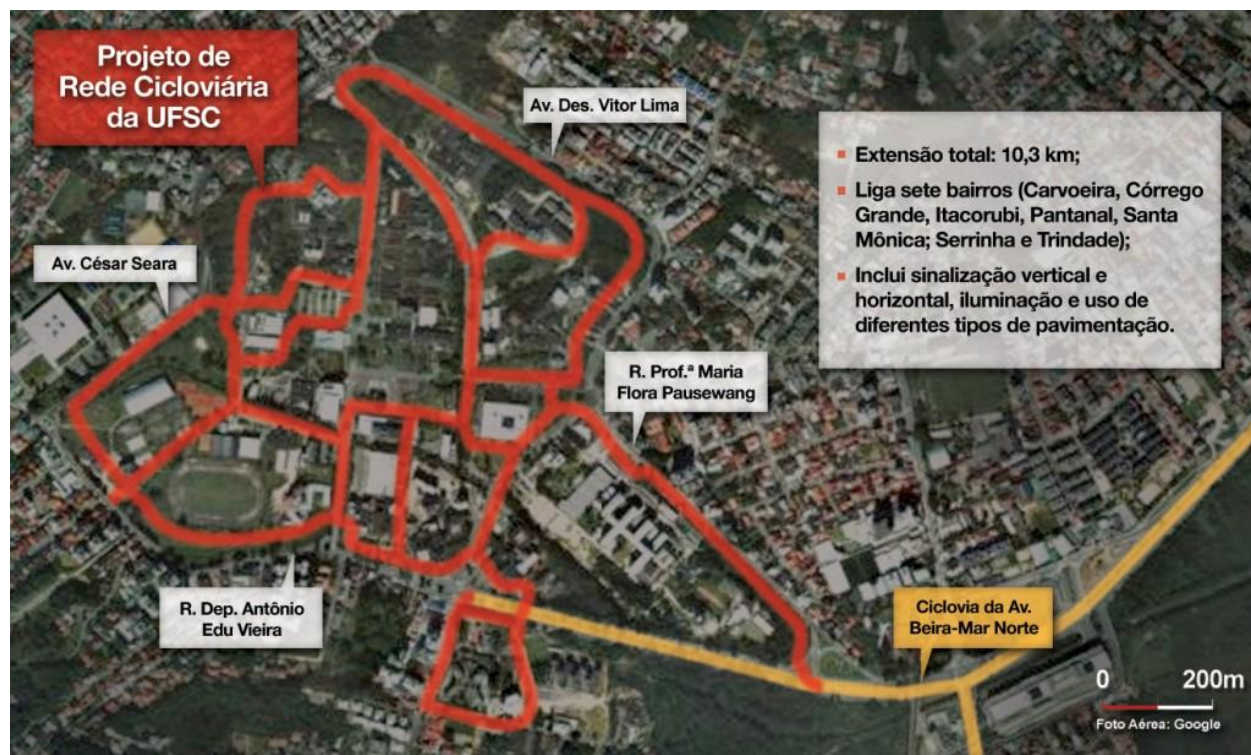 Projeto de
Rede Cicloviária
da UFSC
Av. Des. Vitor Lima
▪ Extensão total: 10,3 km;
▪ Liga sete bairros (Carvoeira, Córrego
Grande, Itacorubi, Pantanal, Santa
Mônica; Serrinha e Trindade);
▪ Inclui sinalização vertical e
horizontal, iluminação e uso de
diferentes tipos de pavimentação.
Av. César Seara
R. Prof.ª Maria
Flora Pausewang
R. Dep. Antônio
Edu Vieira
Ciclovia da Av.
Beira-Mar Norte
0 200m
Foto Aérea: Google